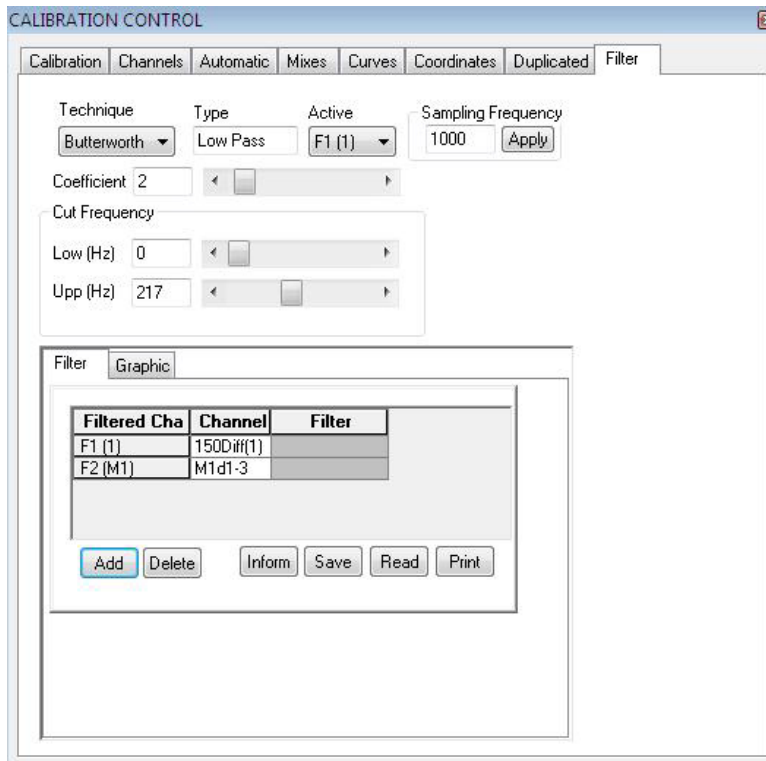 CALIBRATION CONTROL
Calibration Channels Automatic Mixes Curves Coordinates Duplicated Filter
Technique Type Active Sampling Frequency
Butterworth Low Pass F1 (1) 1000 Apply
Coefficient 2
Cut Frequency
Low (Hz) 0
Upp (Hz) 217
Filter Graphic
Filtered Cha Channel Filter
F1 (1) 150Diff(1)
F2 (M1) M1d1-3
Add Delete Inform Save Read Print